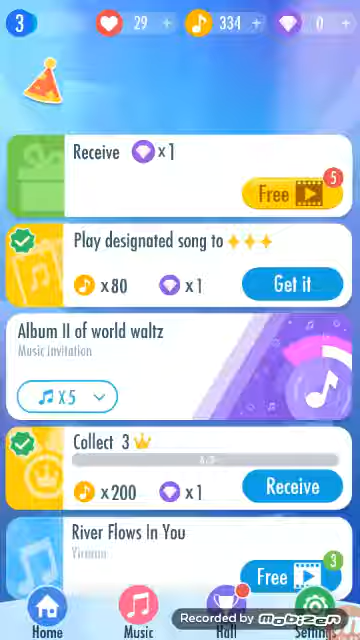 3
29 +
334 +
0 +
Receive x1
5
Free
Play designated song to
x80 x1
Get it
Album II of world waltz
Music Invitation
X5
Collect 3
x200 x1
Receive
River Flows In You
Yiruma
3
Free
Home
Music
Hall
Settings
Recorded by Mobizen